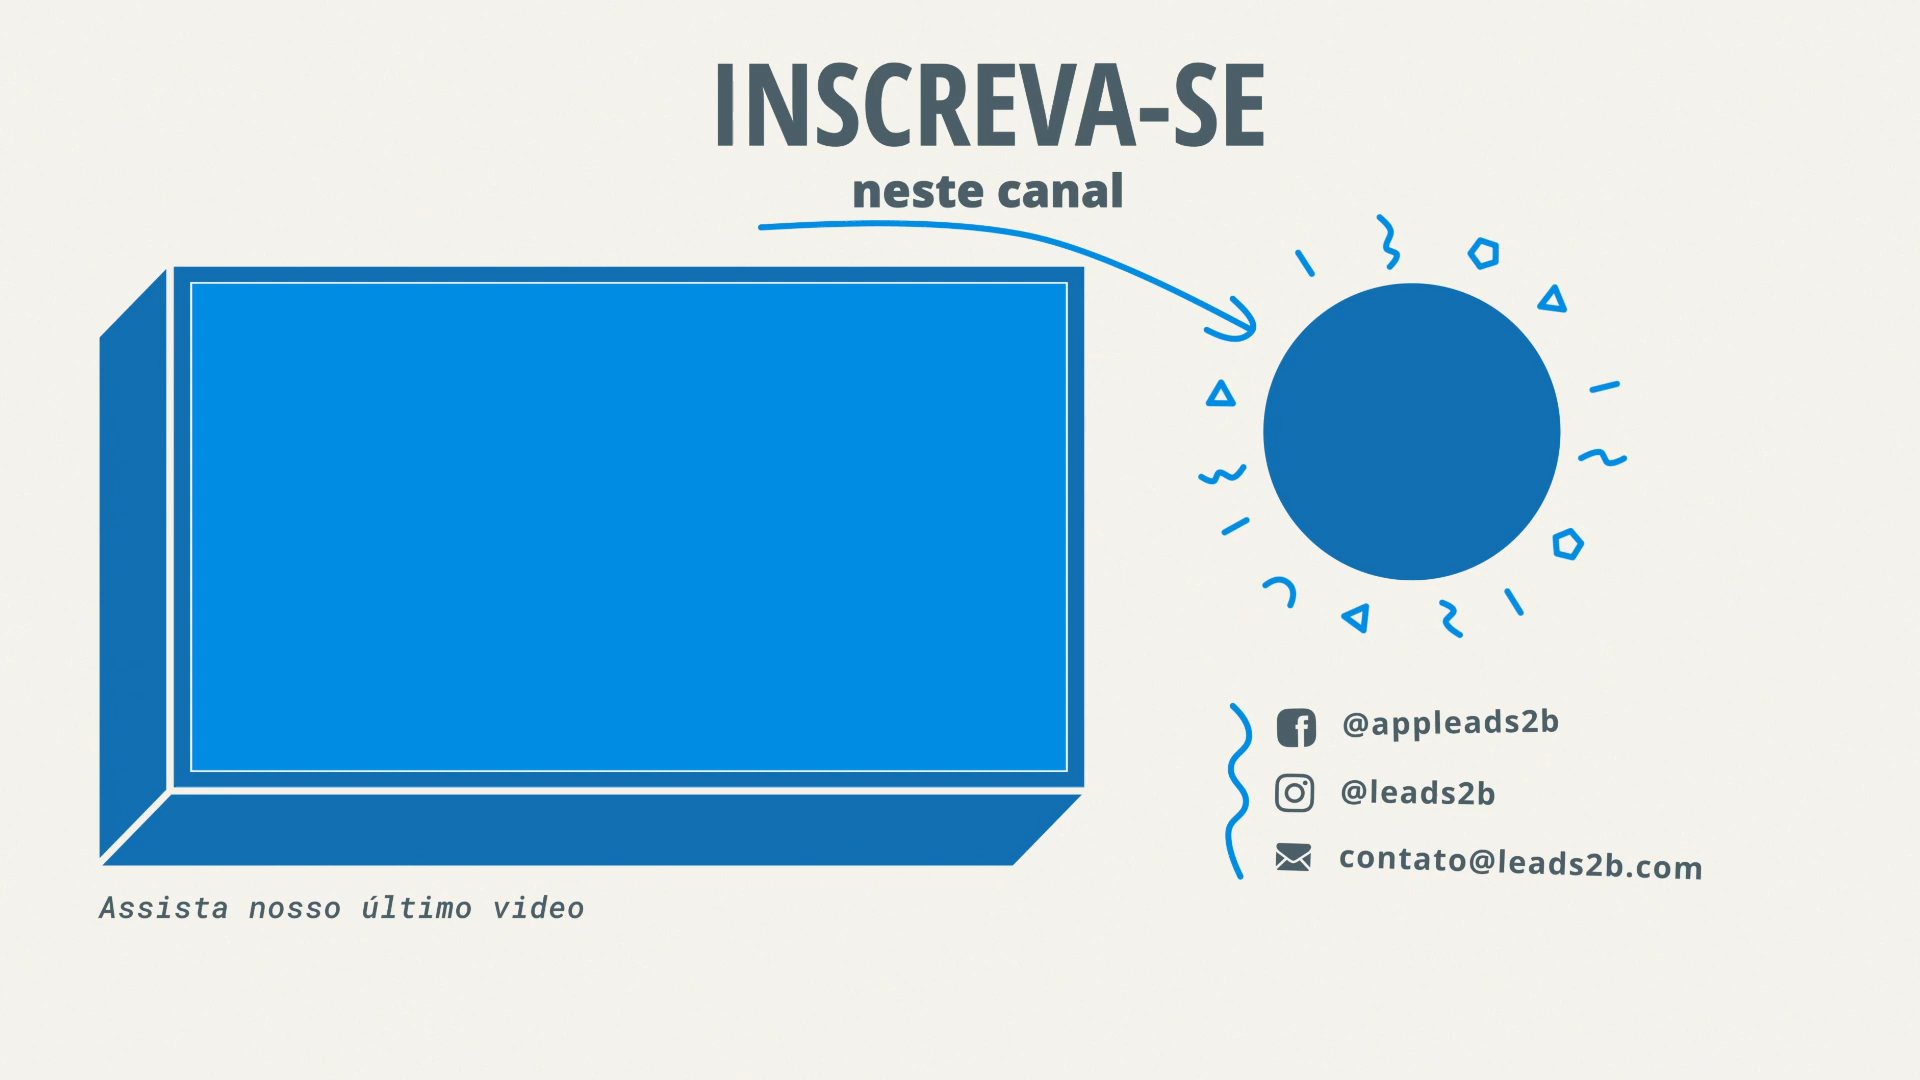 INSCREVA-SE
neste canal
@appleads2b
@leads2b
contato@leads2b.com
Assista nosso último video